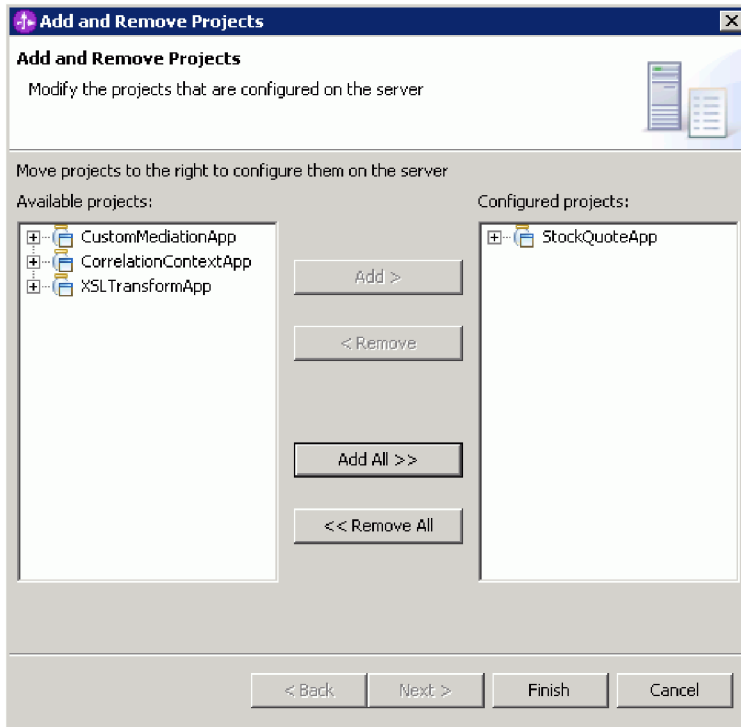 Add and Remove Projects
Add and Remove Projects
Modify the projects that are configured on the server
Move projects to the right to configure them on the server
Available projects:
CustomMediationApp
CorrelationContextApp
XSLTransformApp
Add >
< Remove
Add All >>
<< Remove All
Configured projects:
StockQuoteApp
< Back
Next >
Finish
Cancel